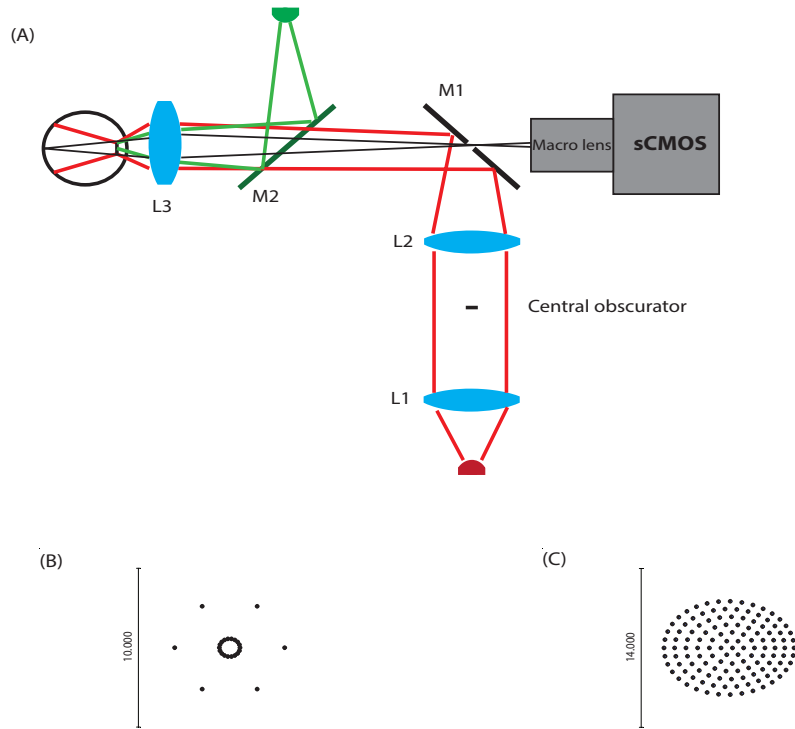 (A)
M1
Macro lens
sCMOS
L3
M2
L2
Central obscurator
L1
(B)
(C)
10.000
14.000